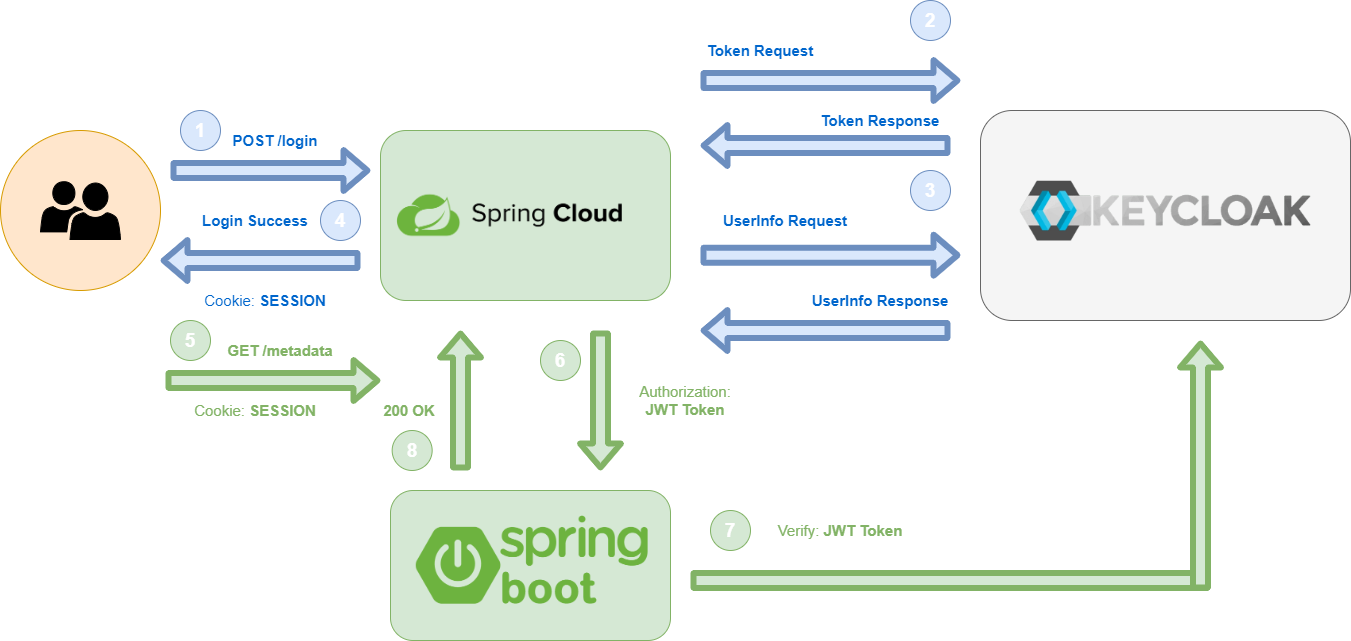 2
Token Request
1
POST /login
Token Response
3
Login Success
4
Spring Cloud
UserInfo Request
KEYCLOAK
Cookie: SESSION
UserInfo Response
5
GET /metadata
6
Cookie: SESSION
200 OK
Authorization:
JWT Token
8
7
Verify: JWT Token
spring
boot